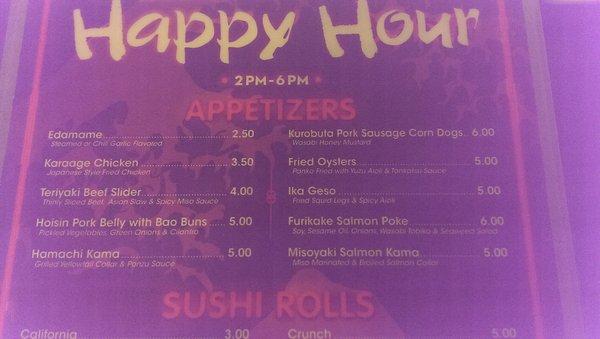 Happy Hour
2 PM - 6 PM
APPETIZERS
Edamame 2.50
Steamed or Chili Garlic Flavored
Karaage Chicken 3.50
Japanese Style Fried Chicken
Teriyaki Beef Slider 4.00
Thinly Sliced Beef, Asian Slaw & Spicy Miso Sauce
Hoisin Pork Belly with Bao Buns 5.00
Pickled Vegetables, Green Onions & Cilantro
Hamachi Kama 5.00
Grilled Yellowtail Collar & Ponzu Sauce
Kurobuta Pork Sausage Corn Dogs 6.00
Wasabi Honey Mustard
Fried Oysters 5.00
Panko Fried with Yuzu Aioli & Tonkatsu Sauce
Ika Geso 5.00
Fried Squid Legs & Spicy Aioli
Furikake Salmon Poke 6.00
Soy, Sesame Oil, Onions, Wasabi Tobiko & Seaweed Salad
Misoyaki Salmon Kama 5.00
Miso Marinated & Broiled Salmon Collar
SUSHI ROLLS
California 3.00
Crunch 5.00